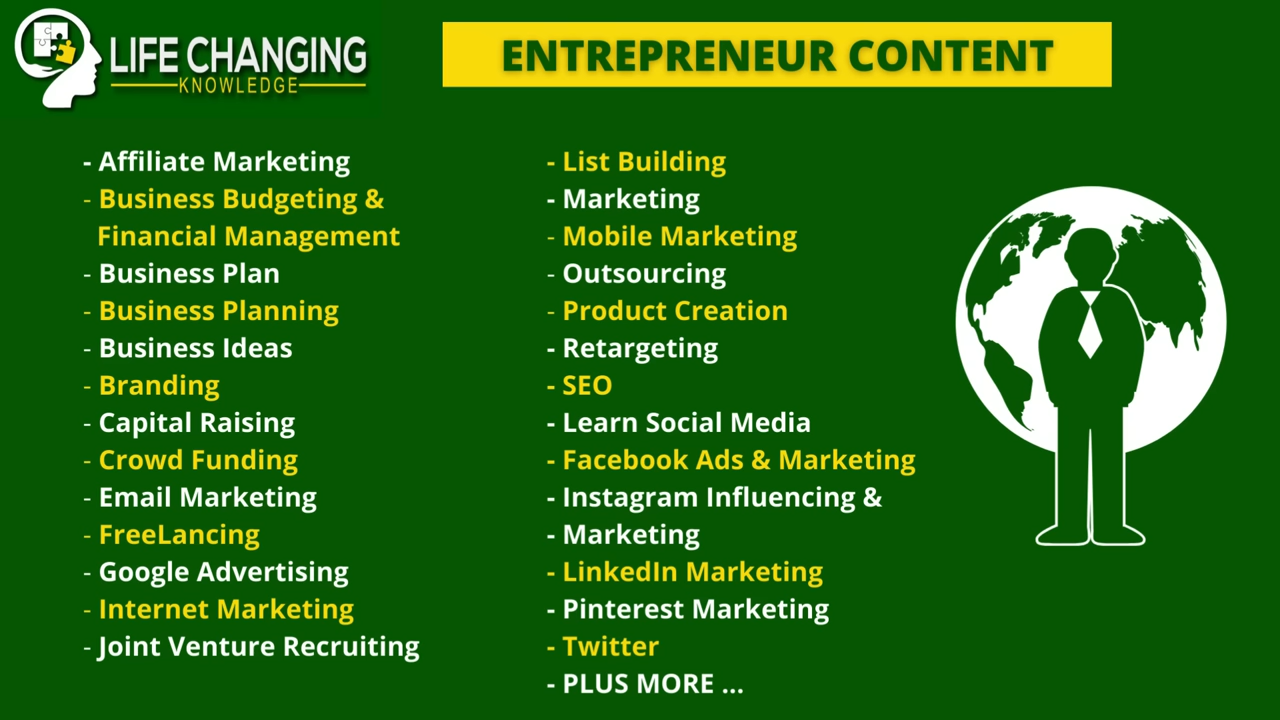 LIFE CHANGING
KNOWLEDGE
ENTREPRENEUR CONTENT
- Affiliate Marketing
- Business Budgeting &
Financial Management
- Business Plan
- Business Planning
- Business Ideas
- Branding
- Capital Raising
- Crowd Funding
- Email Marketing
- FreeLancing
- Google Advertising
- Internet Marketing
- Joint Venture Recruiting
- List Building
- Marketing
- Mobile Marketing
- Outsourcing
- Product Creation
- Retargeting
- SEO
- Learn Social Media
- Facebook Ads & Marketing
- Instagram Influencing &
- Marketing
- LinkedIn Marketing
- Pinterest Marketing
- Twitter
- PLUS MORE ...